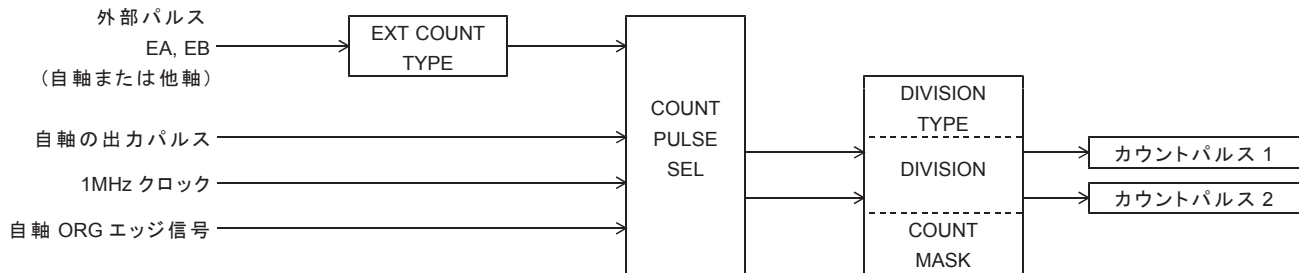 外部パルス
EA, EB
(自軸または他軸)
EXT COUNT
TYPE
自軸の出力パルス
1MHz クロック
自軸 ORG エッジ信号
COUNT
PULSE
SEL
DIVISION
TYPE
DIVISION
COUNT
MASK
カウントパルス 1
カウントパルス 2